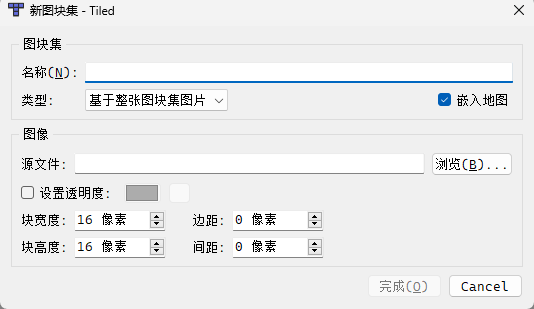 新图块集 - Tiled
图块集
名称(N):
类型: 基于整张图块集图片 嵌入地图
图像
源文件: 浏览(B)...
设置透明度:
块宽度: 16 像素 边距: 0 像素
块高度: 16 像素 间距: 0 像素
完成(O) Cancel